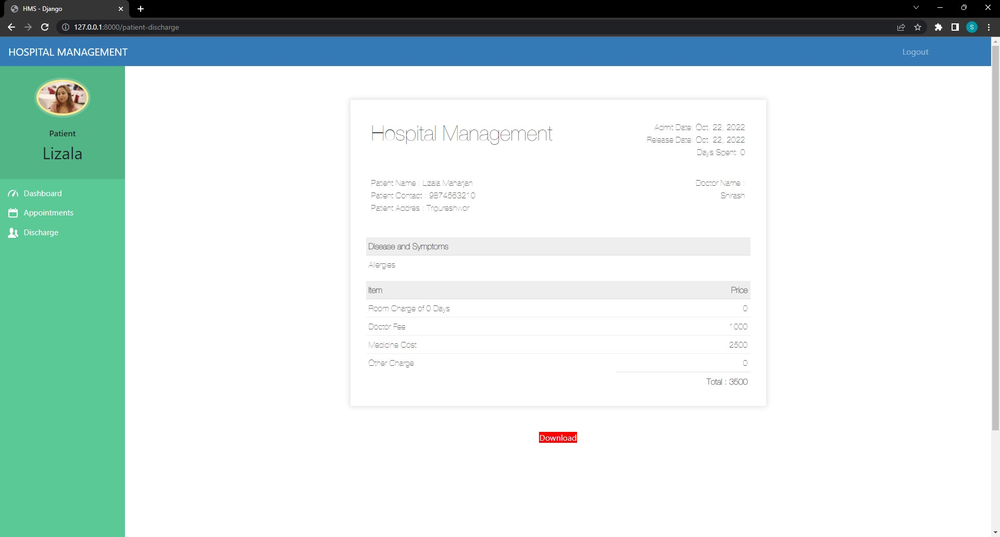 HMS - Django
127.0.0.1:8000/patient-discharge
S
HOSPITAL MANAGEMENT
Logout
Patient
Lizala
Dashboard
Appointments
Discharge
Hospital Management
Admit Date: Oct. 22, 2022
Release Date: Oct. 22, 2022
Days Spent: 0
Patient Name : Lizala Maharjan
Patient Contact : 9874563210
Patient Addres : Tripureshwor
Doctor Name :
Shirash
Disease and Symptoms
Allergies
Item Price
Room Charge of 0 Days 0
Doctor Fee 1000
Medicine Cost 2500
Other Charge 0
Total : 3500
Download